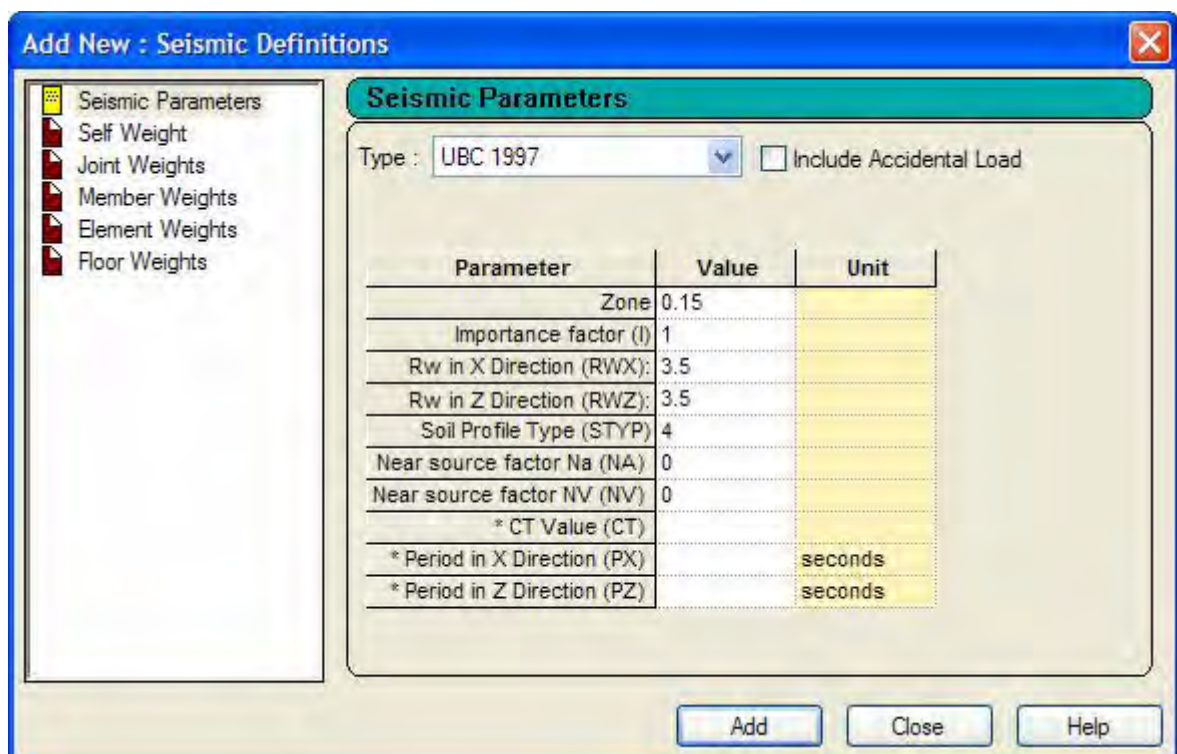 Add New : Seismic Definitions
Seismic Parameters
Self Weight
Joint Weights
Member Weights
Element Weights
Floor Weights
Seismic Parameters
Type : UBC 1997 Include Accidental Load
Parameter Value Unit
Zone 0.15
Importance factor (I) 1
Rw in X Direction (RWX): 3.5
Rw in Z Direction (RWZ): 3.5
Soil Profile Type (STYP) 4
Near source factor Na (NA) 0
Near source factor NV (NV) 0
* CT Value (CT)
* Period in X Direction (PX) seconds
* Period in Z Direction (PZ) seconds
Add Close Help